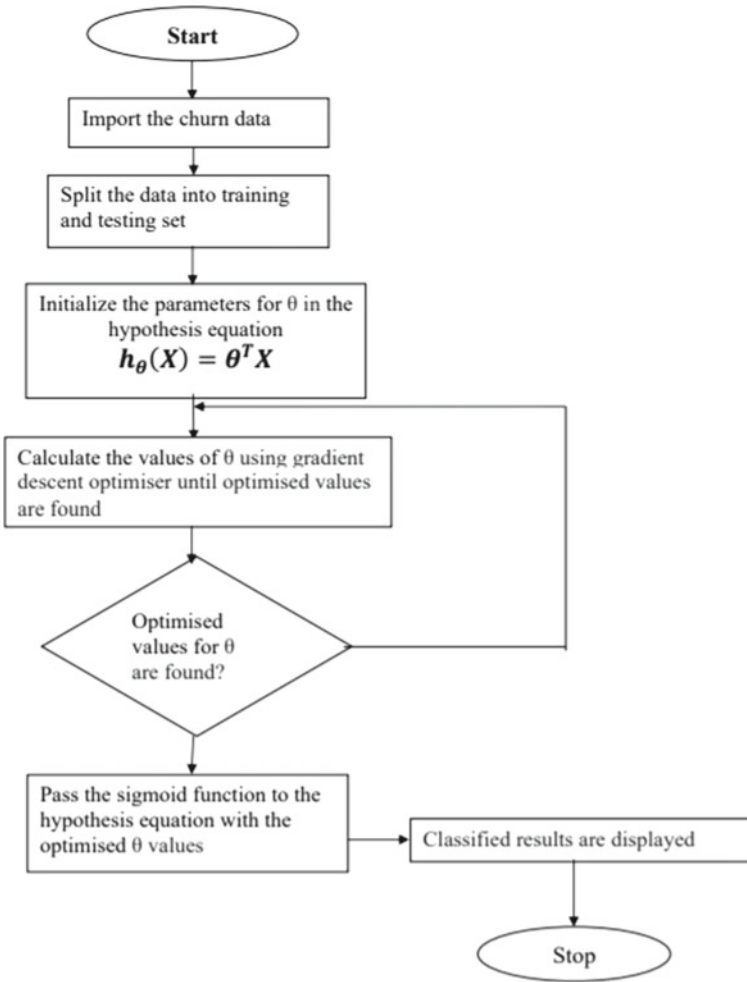 Start
Import the churn data
Split the data into training
and testing set
Initialize the parameters for θ in the
hypothesis equation
h_θ(X) = θ^T X
Calculate the values of θ using gradient
descent optimiser until optimised values
are found
Optimised
values for θ
are found?
Pass the sigmoid function to the
hypothesis equation with the
optimised θ values
Classified results are displayed
Stop